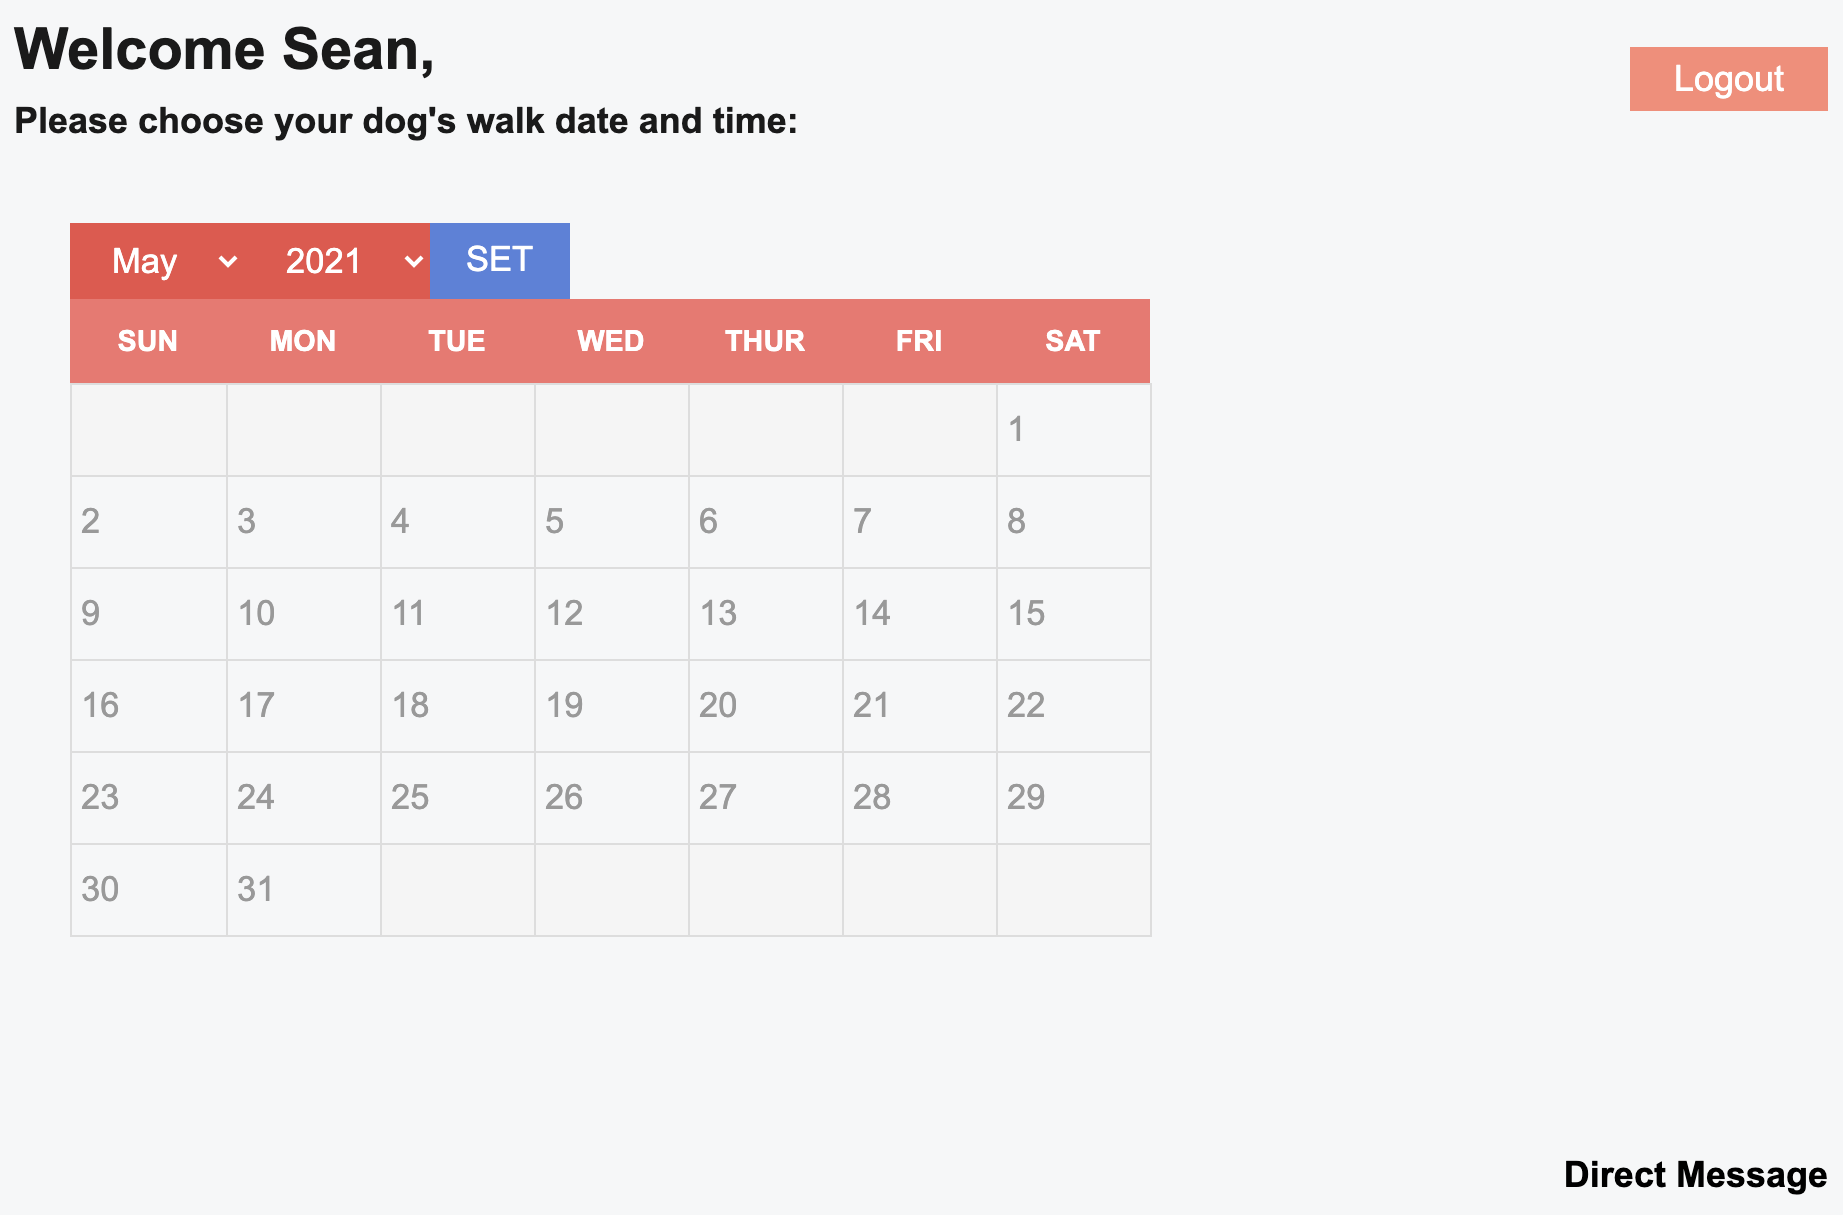 Welcome Sean,
Logout
Please choose your dog's walk date and time:
May 2021 SET
SUN MON TUE WED THUR FRI SAT
1
2 3 4 5 6 7 8
9 10 11 12 13 14 15
16 17 18 19 20 21 22
23 24 25 26 27 28 29
30 31
Direct Message